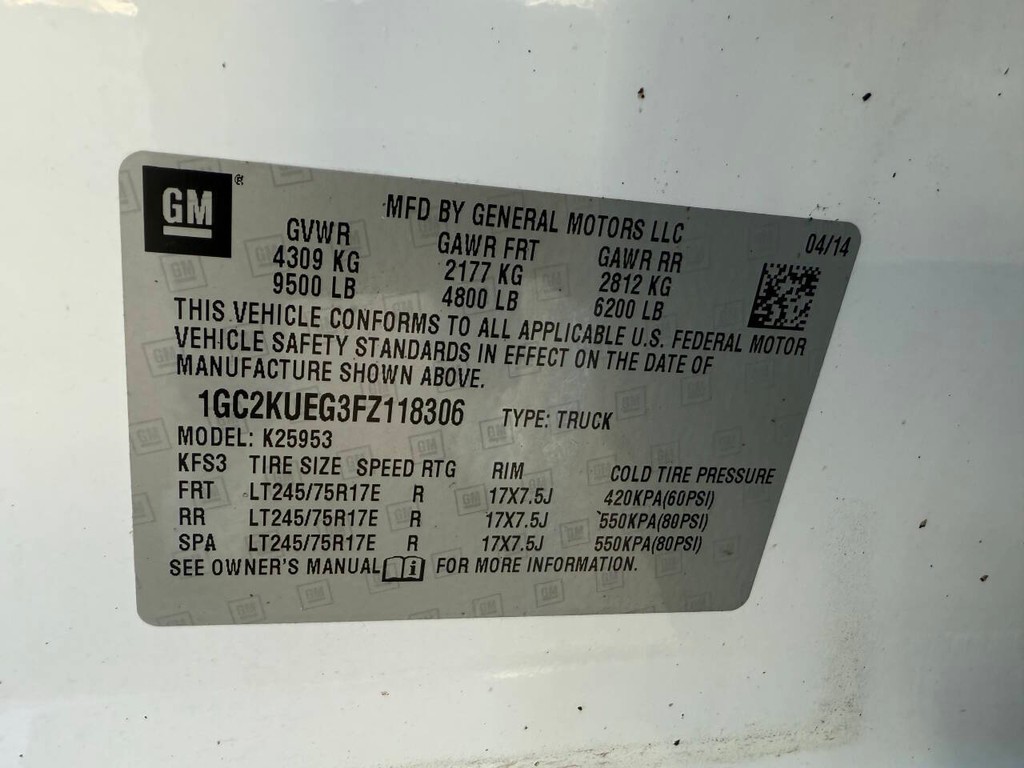 GM ®
MFD BY GENERAL MOTORS LLC
04/14
GVWR GAWR FRT GAWR RR
4309 KG 2177 KG 2812 KG
9500 LB 4800 LB 6200 LB
THIS VEHICLE CONFORMS TO ALL APPLICABLE U.S. FEDERAL MOTOR
VEHICLE SAFETY STANDARDS IN EFFECT ON THE DATE OF
MANUFACTURE SHOWN ABOVE.
1GC2KUEG3FZ118306 TYPE: TRUCK
MODEL: K25953
KFS3 TIRE SIZE SPEED RTG RIM COLD TIRE PRESSURE
FRT LT245/75R17E R 17X7.5J 420KPA(60PSI)
RR LT245/75R17E R 17X7.5J 550KPA(80PSI)
SPA LT245/75R17E R 17X7.5J 550KPA(80PSI)
SEE OWNER'S MANUAL i FOR MORE INFORMATION.